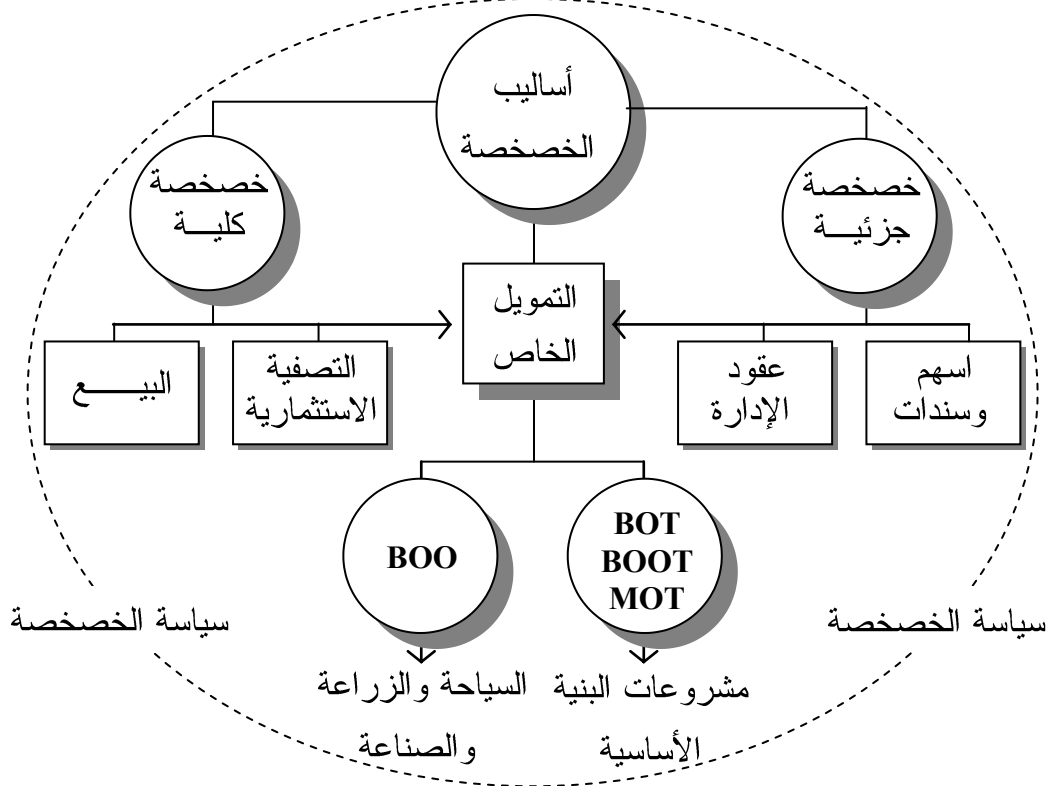 أساليب
الخصخصة
خصخصة
جزئيـــة
خصخصة
كليـــة
التمويل
الخاص
اسهم
وسندات
عقود
الإدارة
التصفية
الاستثمارية
البيـــــع
BOT
BOOT
MOT
BOO
سياسة الخصخصة
سياسة الخصخصة
مشروعات البنية
الأساسية
السياحة والزراعة
والصناعة